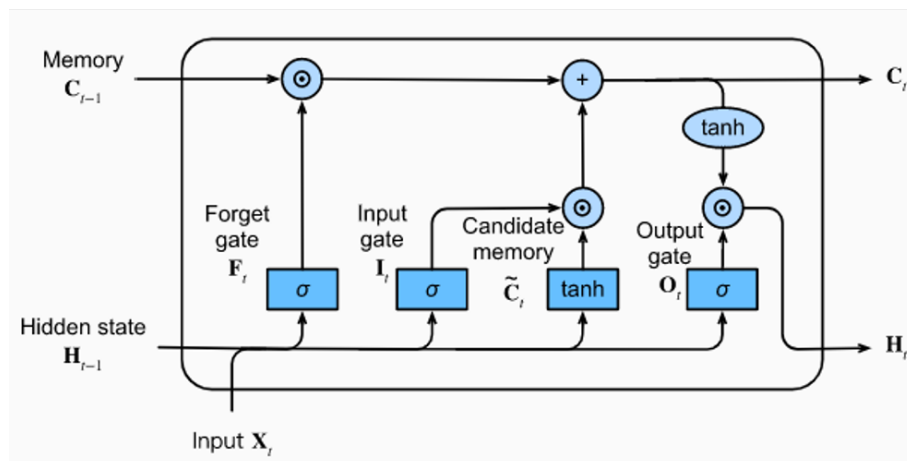 Memory
C_{t-1}
⊙
+
C_t
tanh
Forget
gate
F_t
Input
gate
I_t
Candidate
memory
C̃_t
⊙
Output
gate
O_t
⊙
σ
σ
tanh
σ
Hidden state
H_{t-1}
H_t
Input X_t